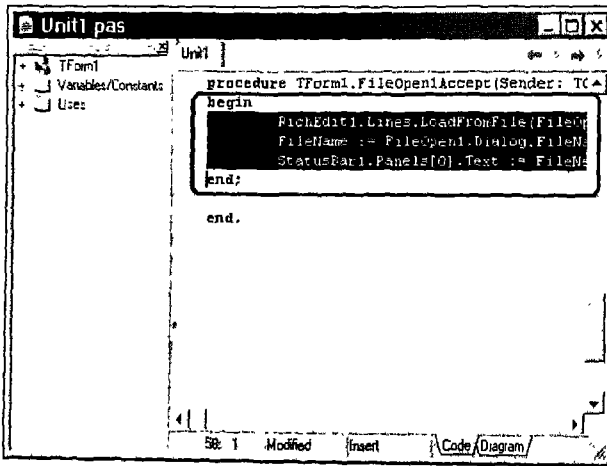 Unit1 pas
Unit1
TForm1
Variables/Constants
Uses
procedure TForm1.FileOpen1Accept(Sender: TC
begin
RichEdit1.Lines.LoadFromFile(FileOp
FileName := FileOpen1.Dialog.FileNa
StatusBar1.Panels[0].Text := FileNa
end;
end.
58: 1 Modified Insert Code Diagram